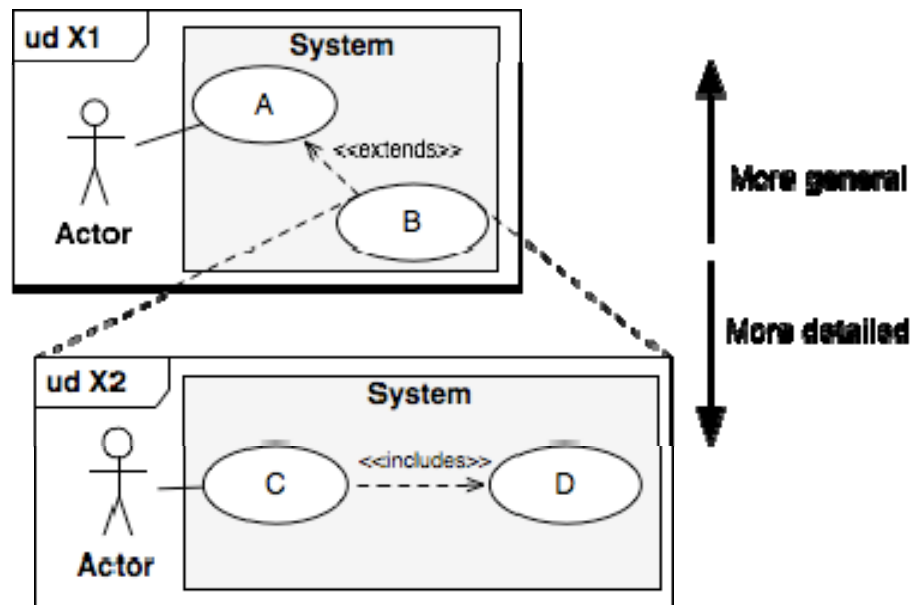 ud X1
System
A
<<extends>>
B
Actor
More general
More detailed
ud X2
System
C
<<includes>>
D
Actor